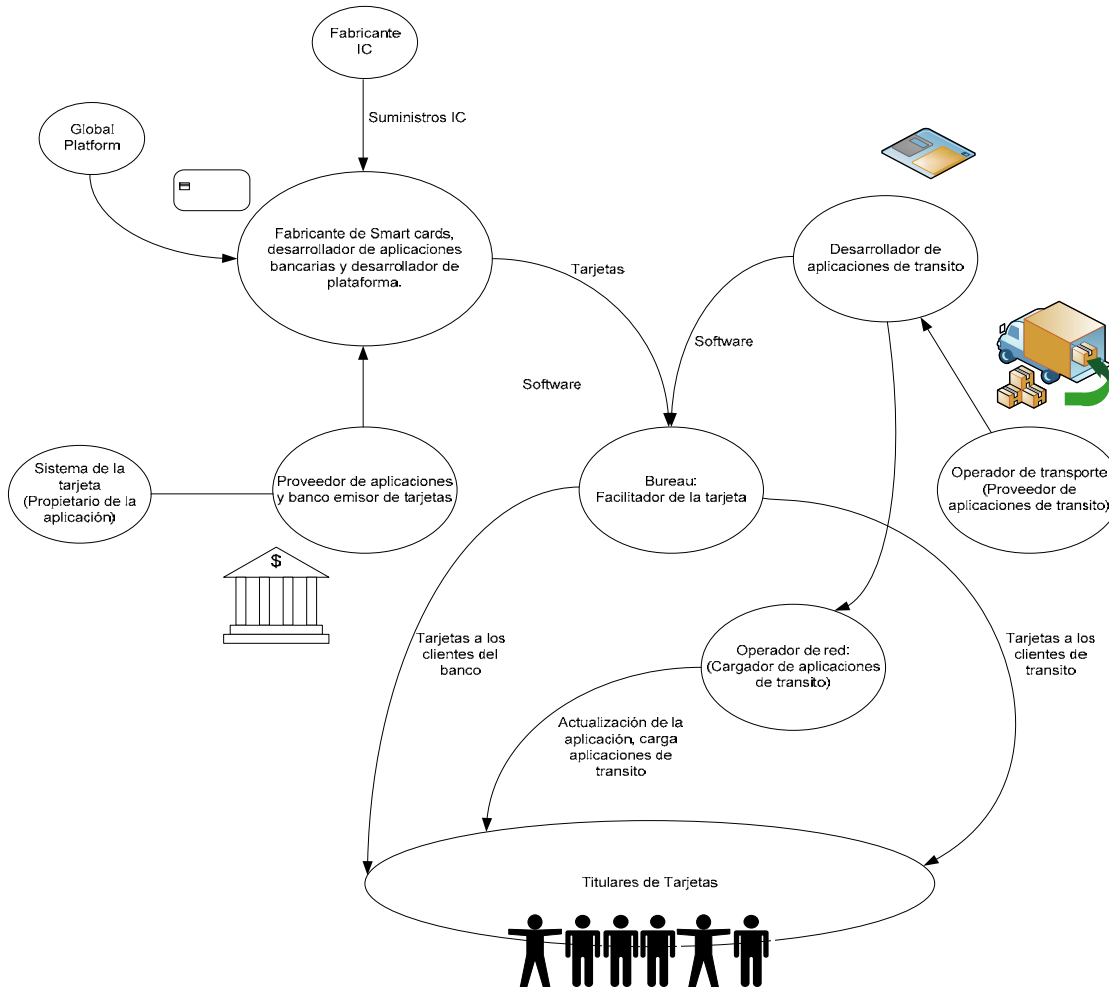 Fabricante
IC
Suministros IC
Global
Platform
Fabricante de Smart cards,
desarrollador de aplicaciones
bancarias y desarrollador de
plataforma.
Tarjetas
Desarrollador de
aplicaciones de transito
Software
Software
Sistema de la
tarjeta
(Propietario de la
aplicación)
Proveedor de aplicaciones
y banco emisor de tarjetas
Bureau:
Facilitador de la tarjeta
Operador de transporte
(Proveedor de
aplicaciones de transito)
$
Tarjetas a los
clientes del
banco
Operador de red:
(Cargador de aplicaciones
de transito)
Tarjetas a los
clientes de
transito
Actualización de la
aplicación, carga
aplicaciones de
transito
Titulares de Tarjetas